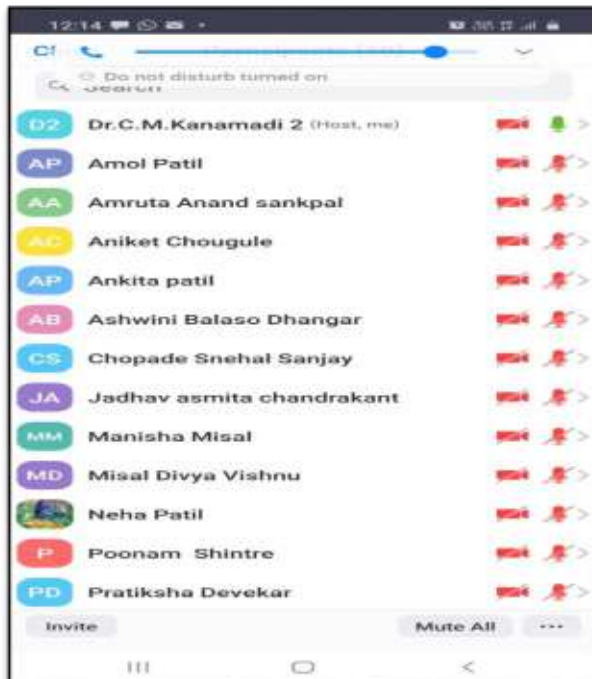 12:14
Do not disturb turned on
Search
D2 Dr.C.M.Kanamadi 2 (Host, me)
AP Amol Patil
AA Amruta Anand sankpal
AC Aniket Chougule
AP Ankita patil
AB Ashwini Balaso Dhangar
CS Chopade Snehal Sanjay
JA Jadhav asmita chandrakant
MM Manisha Misal
MD Misal Divya Vishnu
Neha Patil
P Poonam Shintre
PD Pratiksha Devekar
Invite Mute All